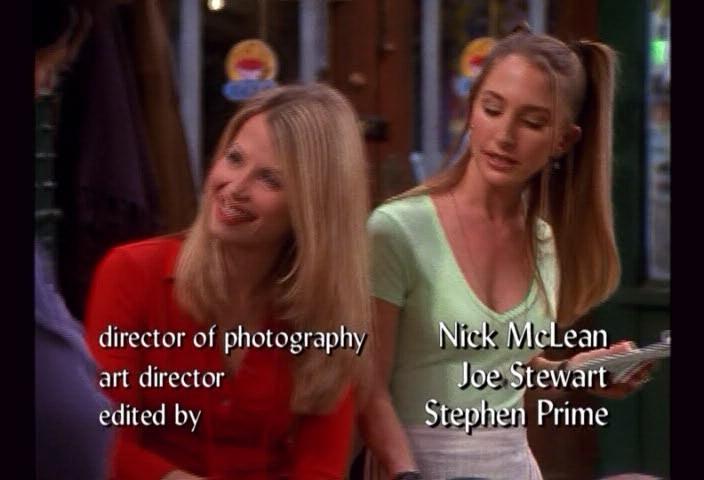 director of photography Nick McLean
art director Joe Stewart
edited by Stephen Prime